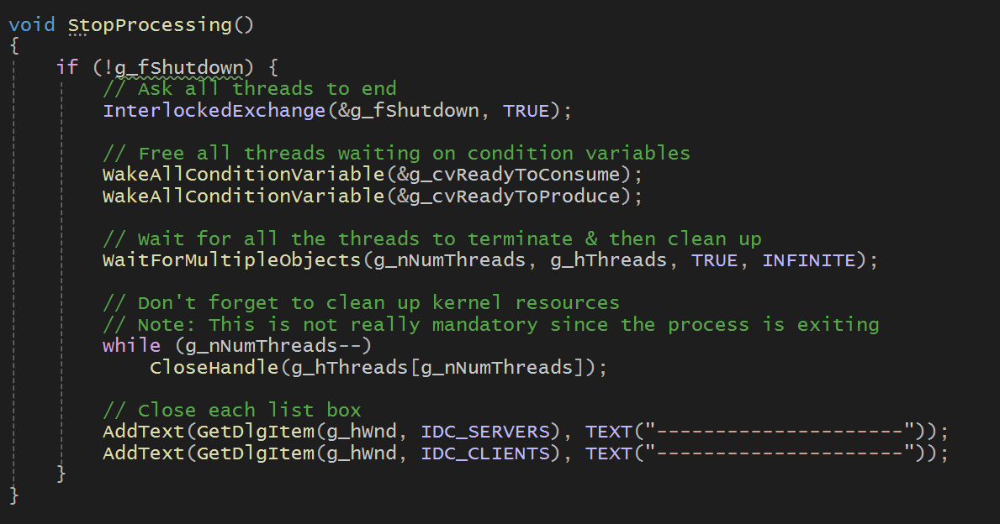 void StopProcessing()
{
    if (!g_fShutdown) {
        // Ask all threads to end
        InterlockedExchange(&g_fShutdown, TRUE);

        // Free all threads waiting on condition variables
        WakeAllConditionVariable(&g_cvReadyToConsume);
        WakeAllConditionVariable(&g_cvReadyToProduce);

        // Wait for all the threads to terminate & then clean up
        WaitForMultipleObjects(g_nNumThreads, g_hThreads, TRUE, INFINITE);

        // Don't forget to clean up kernel resources
        // Note: This is not really mandatory since the process is exiting
        while (g_nNumThreads--)
            CloseHandle(g_hThreads[g_nNumThreads]);

        // Close each list box
        AddText(GetDlgItem(g_hWnd, IDC_SERVERS), TEXT("---------------------"));
        AddText(GetDlgItem(g_hWnd, IDC_CLIENTS), TEXT("---------------------"));
    }
}